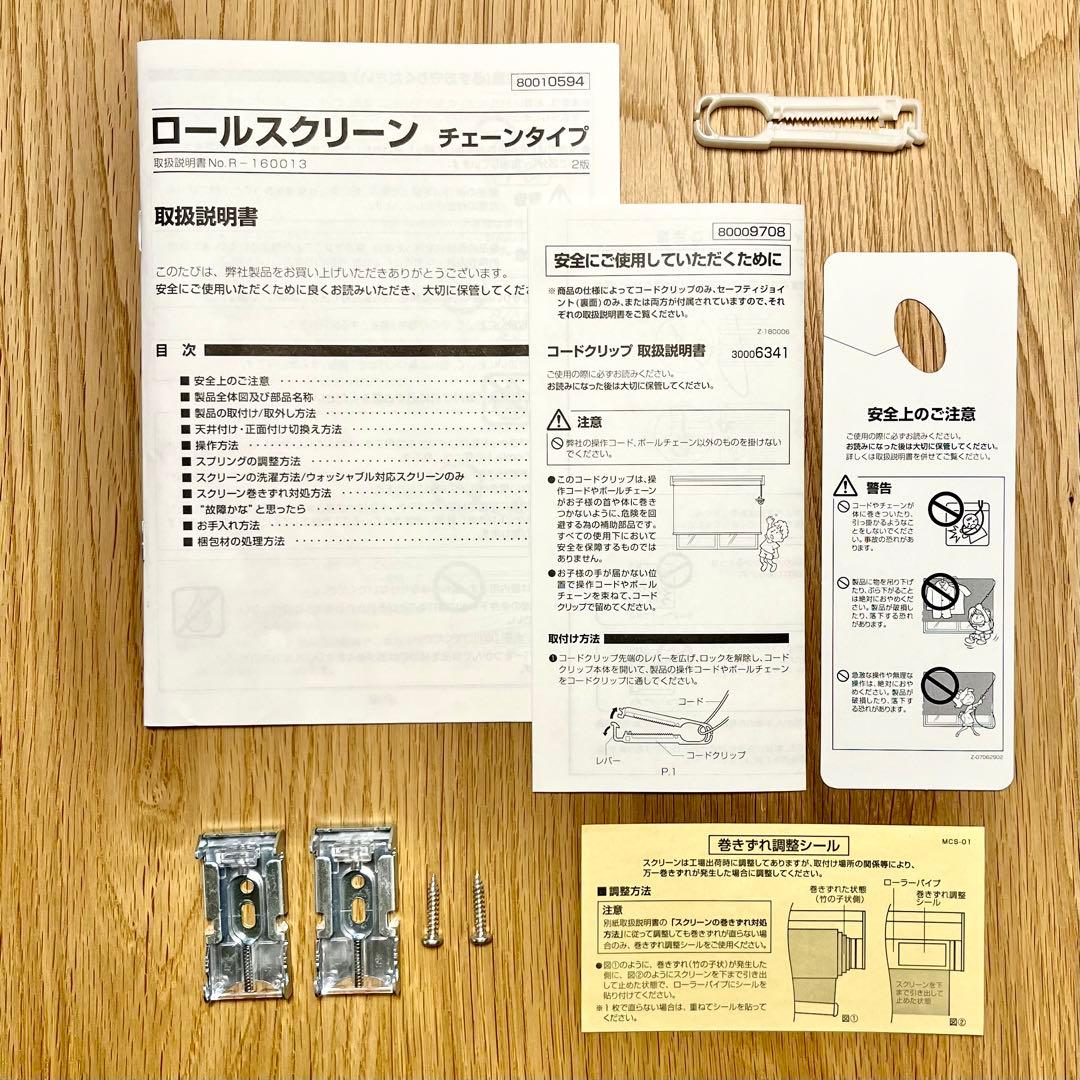 80010594
ロールスクリーン チェーンタイプ
取扱説明書No.R－160013 2版
取扱説明書
このたびは、弊社製品をお買い上げいただきありがとうございます。
安全にご使用いただくために良くお読みいただき、大切に保管してくだ
目 次
■ 安全上のご注意
■ 製品全体図及び部品名称
■ 製品の取付け/取外し方法
■ 天井付け・正面付け切換え方法
■ 操作方法
■ スプリングの調整方法
■ スクリーンの洗濯方法/ウォッシャブル対応スクリーンのみ
■ スクリーン巻きずれ対処方法
■ “故障かな”と思ったら
■ お手入れ方法
■ 梱包材の処理方法
80009708
安全にご使用していただくために
※商品の仕様によってコードクリップのみ、セーフティジョイ
ント(裏面)のみ、または両方が付属されていますので、それ
ぞれの取扱説明書をご覧ください。
Z-180006
コードクリップ 取扱説明書 30006341
ご使用の際に必ずお読みください。
お読みになった後は大切に保管してください。
注意
弊社の操作コード、ボールチェーン以外のものを掛けない
でください。
●このコードクリップは、操
作コードやボールチェーン
がお子様の首や体に巻き
つかないように、危険を回
避する為の補助部品です。
すべての使用下において
安全を保障するものでは
ありません。
●お子様の手が届かない位
置で操作コードやボール
チェーンを束ねて、コード
クリップで留めてください。
取付け方法
❶コードクリップ先端のレバーを広げ、ロックを解除し、コード
クリップ本体を開いて、製品の操作コードやボールチェーン
をコードクリップに通してください。
コード
コードクリップ
レバー
P.1
安全上のご注意
ご使用の際に必ずお読みください。
お読みになった後は大切に保管してください。
詳しくは取扱説明書を併せてご覧ください。
警告
コードやチェーンが
体に巻きついたり、
引っ掛かるようなこ
とをしないでくださ
い。事故の恐れがあ
ります。
製品に物を吊り下げ
たり、ぶら下がること
は絶対におやめくだ
さい。製品が破損し
たり、落下する恐れ
があります。
急激な操作や無理な
操作は、絶対におや
めください。製品が
破損したり、落下す
る恐れがあります。
Z-07062902
巻きずれ調整シール
MCS-01
スクリーンは工場出荷時に調整してありますが、取付け場所の関係等により、
万一巻きずれが発生した場合に調整してください。
■調整方法
注意
別紙取扱説明書の「スクリーンの巻きずれ対処
方法」に従って調整しても巻きずれが直らない場
合のみ、巻きずれ調整シールをご使用ください。
●図①のように、巻きずれ(竹の子状)が発生した
側に、図②のようにスクリーンを下まで引き出
して止めた状態で、ローラーパイプにシールを
貼り付けてください。
※1枚で直らない場合は、重ねてシールを貼って
ください。
巻きずれた状態
(竹の子状側)
図①
ローラーパイプ
巻きずれ調整
シール
スクリーンを下
まで引き出して
止めた状態
図②